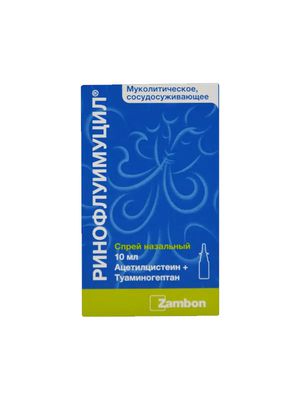 Муколитическое,
сосудосуживающее
РИНОФЛУИМУЦИЛ®
Спрей назальный
10 мл
Ацетилцистеин +
Туаминогептан
Zambon